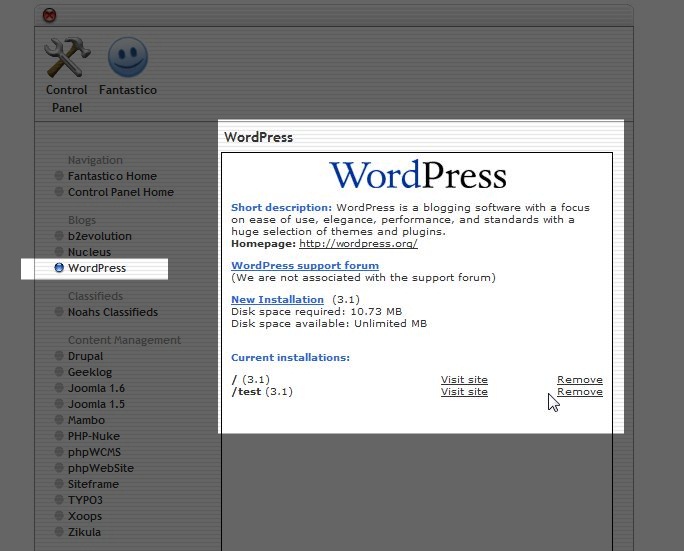 Control Panel
Fantastico
Navigation
Fantastico Home
Control Panel Home
Blogs
b2evolution
Nucleus
WordPress
Classifieds
Noahs Classifieds
Content Management
Drupal
Geeklog
Joomla 1.6
Joomla 1.5
Mambo
PHP-Nuke
phpWCMS
phpWebSite
Siteframe
TYPO3
Xoops
Zikula
WordPress
WordPress
Short description: WordPress is a blogging software with a focus
on ease of use, elegance, performance, and standards with a
huge selection of themes and plugins.
Homepage: http://wordpress.org/
WordPress support forum
(We are not associated with the support forum)
New Installation (3.1)
Disk space required: 10.73 MB
Disk space available: Unlimited MB
Current installations:
/ (3.1) Visit site Remove
/test (3.1) Visit site Remove